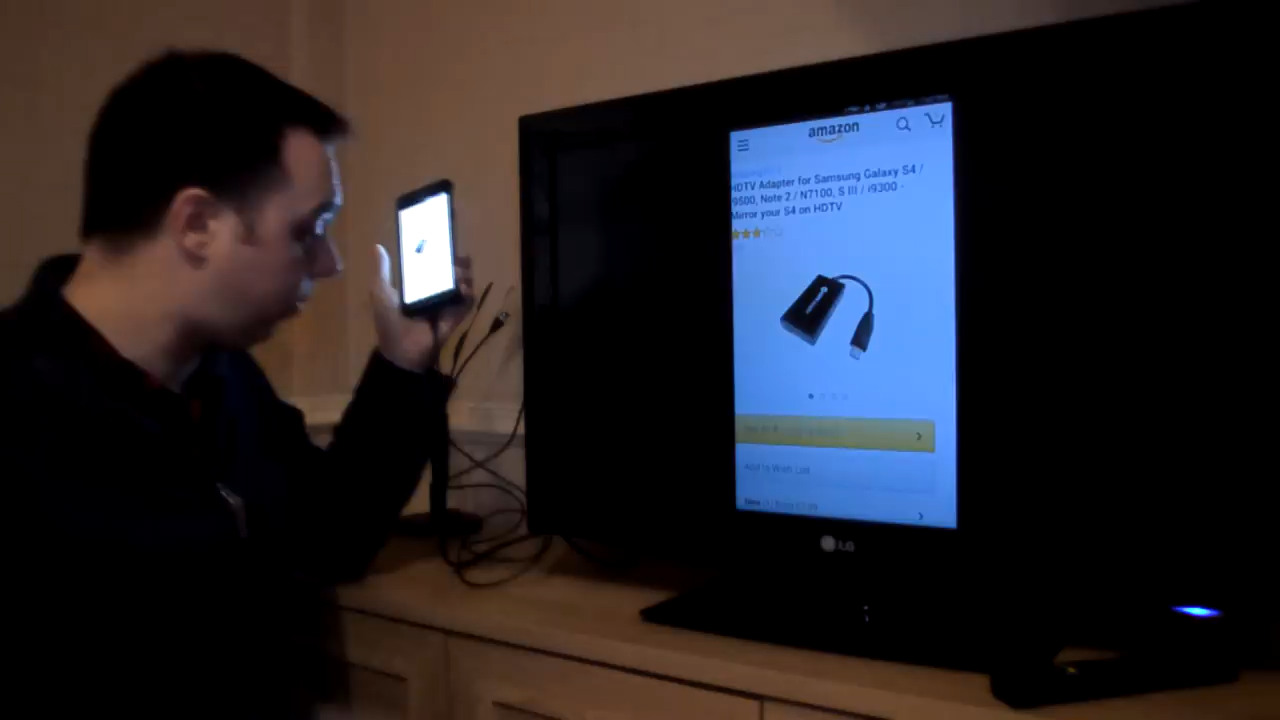 amazon
HDTV Adapter for Samsung Galaxy S4 /
i9500, Note 2 / N7100, S III / i9300 -
Mirror your S4 on HDTV
Add to Wish List
LG